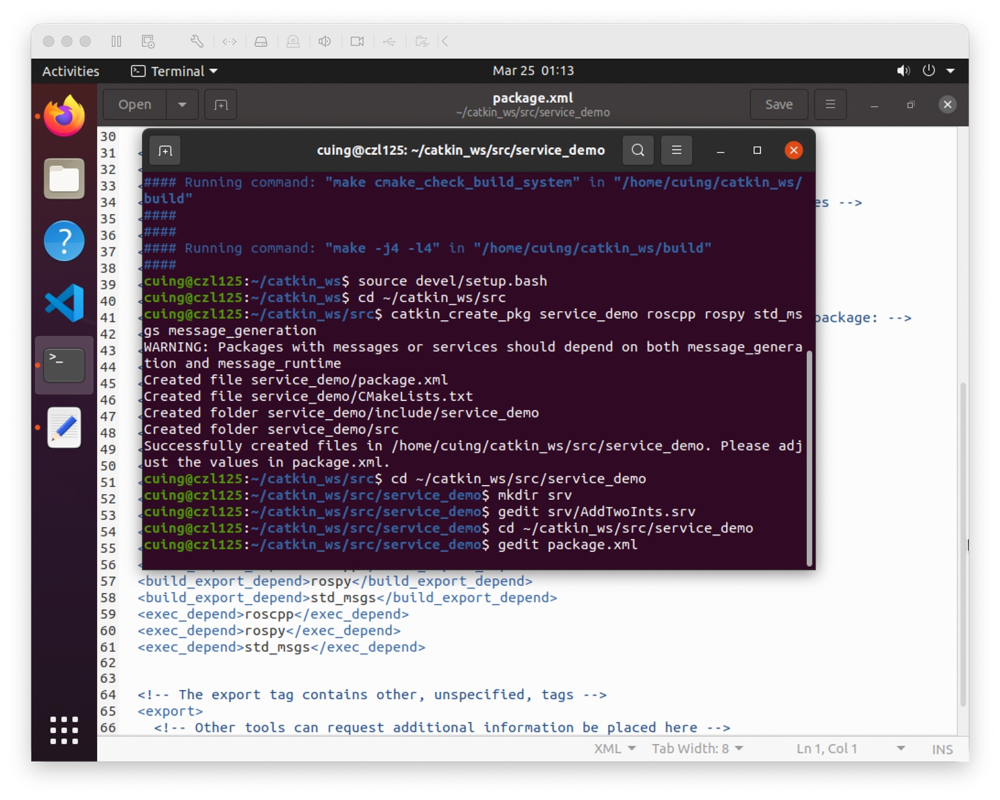 Activities
Terminal
Mar 25 01:13
Open
package.xml
~/catkin_ws/src/service_demo
Save
cuing@czl125: ~/catkin_ws/src/service_demo
30
31 <
32 <
33 <
34 < es -->
35 <
36 <
37 <
38 <
39 <
40 <
41 < package: -->
42 <
43 <
44 <
45 <
46 <
47 <
48 <
49 <
50 <
51 <
52 <
53 <
54 <
55 <
56 <
#### Running command: "make cmake_check_build_system" in "/home/cuing/catkin_ws/
build"
####
####
#### Running command: "make -j4 -l4" in "/home/cuing/catkin_ws/build"
####
cuing@czl125:~/catkin_ws$ source devel/setup.bash
cuing@czl125:~/catkin_ws$ cd ~/catkin_ws/src
cuing@czl125:~/catkin_ws/src$ catkin_create_pkg service_demo roscpp rospy std_ms
gs message_generation
WARNING: Packages with messages or services should depend on both message_genera
tion and message_runtime
Created file service_demo/package.xml
Created file service_demo/CMakeLists.txt
Created folder service_demo/include/service_demo
Created folder service_demo/src
Successfully created files in /home/cuing/catkin_ws/src/service_demo. Please adj
ust the values in package.xml.
cuing@czl125:~/catkin_ws/src$ cd ~/catkin_ws/src/service_demo
cuing@czl125:~/catkin_ws/src/service_demo$ mkdir srv
cuing@czl125:~/catkin_ws/src/service_demo$ gedit srv/AddTwoInts.srv
cuing@czl125:~/catkin_ws/src/service_demo$ cd ~/catkin_ws/src/service_demo
cuing@czl125:~/catkin_ws/src/service_demo$ gedit package.xml
57 <build_export_depend>rospy</build_export_depend>
58 <build_export_depend>std_msgs</build_export_depend>
59 <exec_depend>roscpp</exec_depend>
60 <exec_depend>rospy</exec_depend>
61 <exec_depend>std_msgs</exec_depend>
62
63
64 <!-- The export tag contains other, unspecified, tags -->
65 <export>
66 <!-- Other tools can request additional information be placed here -->
XML
Tab Width: 8
Ln 1, Col 1
INS